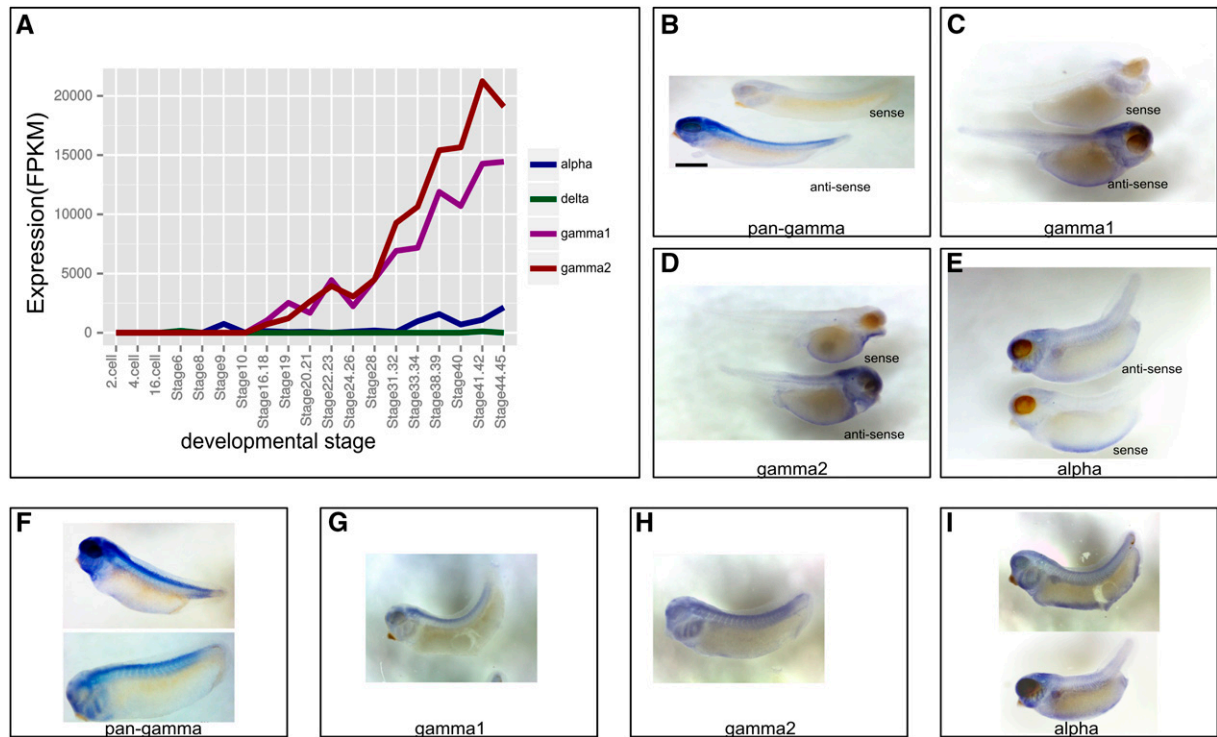 A
Expression(FPKM)
20000
15000
10000
5000
0
2.cell
4.cell
16.cell
Stage6
Stage8
Stage9
Stage10
Stage16.18
Stage19
Stage20.21
Stage22.23
Stage24.26
Stage28
Stage31.32
Stage33.34
Stage38.39
Stage40
Stage41.42
Stage44.45
developmental stage
alpha
delta
gamma1
gamma2
B
sense
anti-sense
pan-gamma
C
sense
anti-sense
gamma1
D
sense
anti-sense
gamma2
E
anti-sense
sense
alpha
F
pan-gamma
G
gamma1
H
gamma2
I
alpha